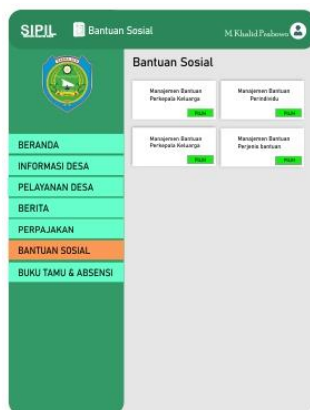 SIPIL
Bantuan Sosial
M. Khalid Prabowo
Bantuan Sosial
Manajemen Bantuan
Perkepala Keluarga
Pilih
Manajemen Bantuan
Perindividu
Pilih
Manajemen Bantuan
Perkepala Keluarga
Pilih
Manajemen Bantuan
Perjenis bantuan
Pilih
BERANDA
INFORMASI DESA
PELAYANAN DESA
BERITA
PERPAJAKAN
BANTUAN SOSIAL
BUKU TAMU & ABSENSI